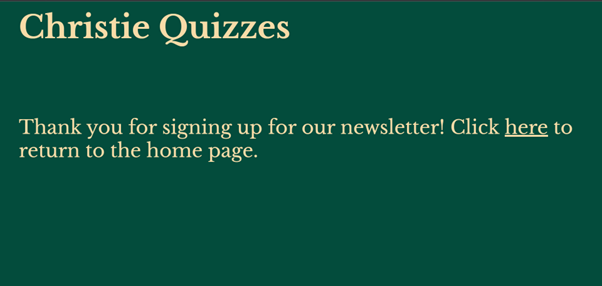 Christie Quizzes
Thank you for signing up for our newsletter! Click here to
return to the home page.